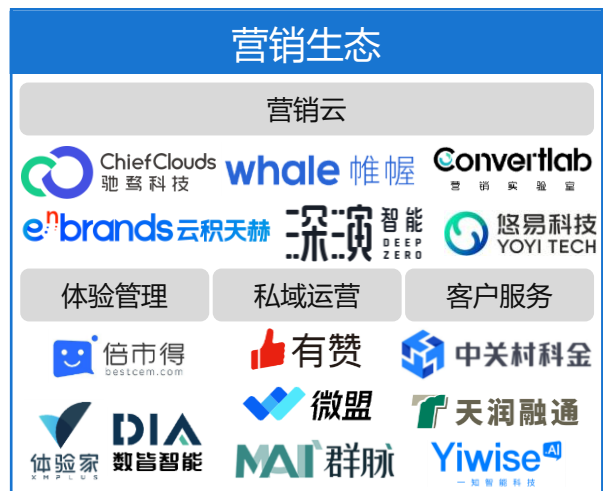 营销生态
营销云
ChiefClouds
驰骛科技
whale 帷幄
Convertlab
营销实验室
enbrands 云积天赫
深演智能
DEEP
ZERO
悠易科技
YOYI TECH
体验管理
私域运营
客户服务
倍市得
bestcem.com
有赞
中关村科金
体验家
XMPLUS
DIA
数皆智能
微盟
MAI 群脉
天润融通
Yiwise AI
一知智能科技